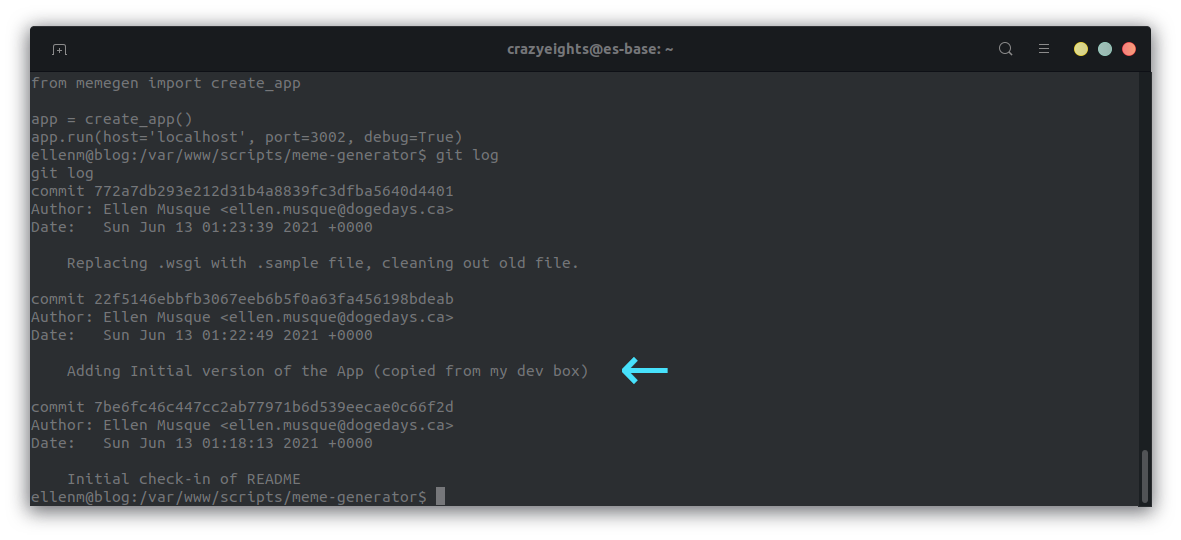 crazyeights@es-base: ~
from memegen import create_app
app = create_app()
app.run(host='localhost', port=3002, debug=True)
ellenm@blog:/var/www/scripts/meme-generator$ git log
git log
commit 772a7db293e212d31b4a8839fc3dfba5640d4401
Author: Ellen Musque <ellen.musque@dogedays.ca>
Date:   Sun Jun 13 01:23:39 2021 +0000
    Replacing .wsgi with .sample file, cleaning out old file.
commit 22f5146ebbfb3067eeb6b5f0a63fa456198bdeab
Author: Ellen Musque <ellen.musque@dogedays.ca>
Date:   Sun Jun 13 01:22:49 2021 +0000
    Adding Initial version of the App (copied from my dev box)
commit 7be6fc46c447cc2ab77971b6d539eecae0c66f2d
Author: Ellen Musque <ellen.musque@dogedays.ca>
Date:   Sun Jun 13 01:18:13 2021 +0000
    Initial check-in of README
ellenm@blog:/var/www/scripts/meme-generator$